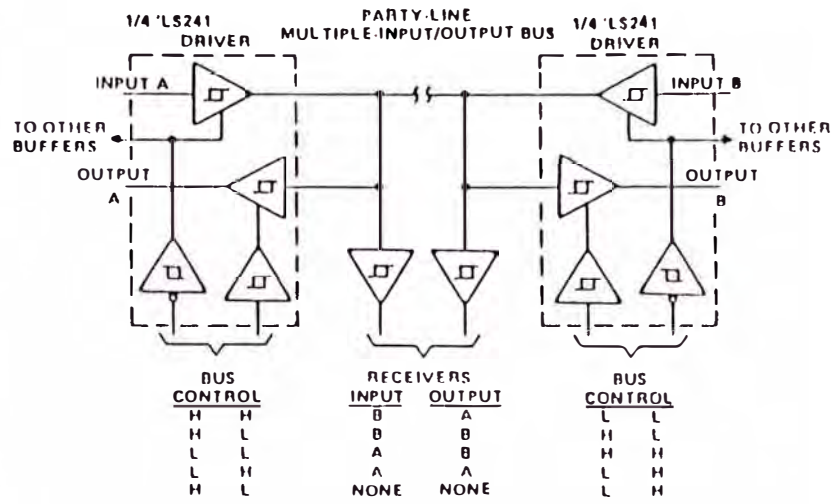 1/4 'LS241
DRIVER
PARTY-LINE
MULTIPLE-INPUT/OUTPUT BUS
1/4 'LS241
DRIVER
INPUT A
INPUT B
TO OTHER
BUFFERS
TO OTHER
BUFFERS
OUTPUT
A
OUTPUT
B
BUS
CONTROL
RECEIVERS
INPUT OUTPUT
BUS
CONTROL
H H B A L L
H L B B H L
L L A B H H
L H A A L H
H L NONE NONE L H